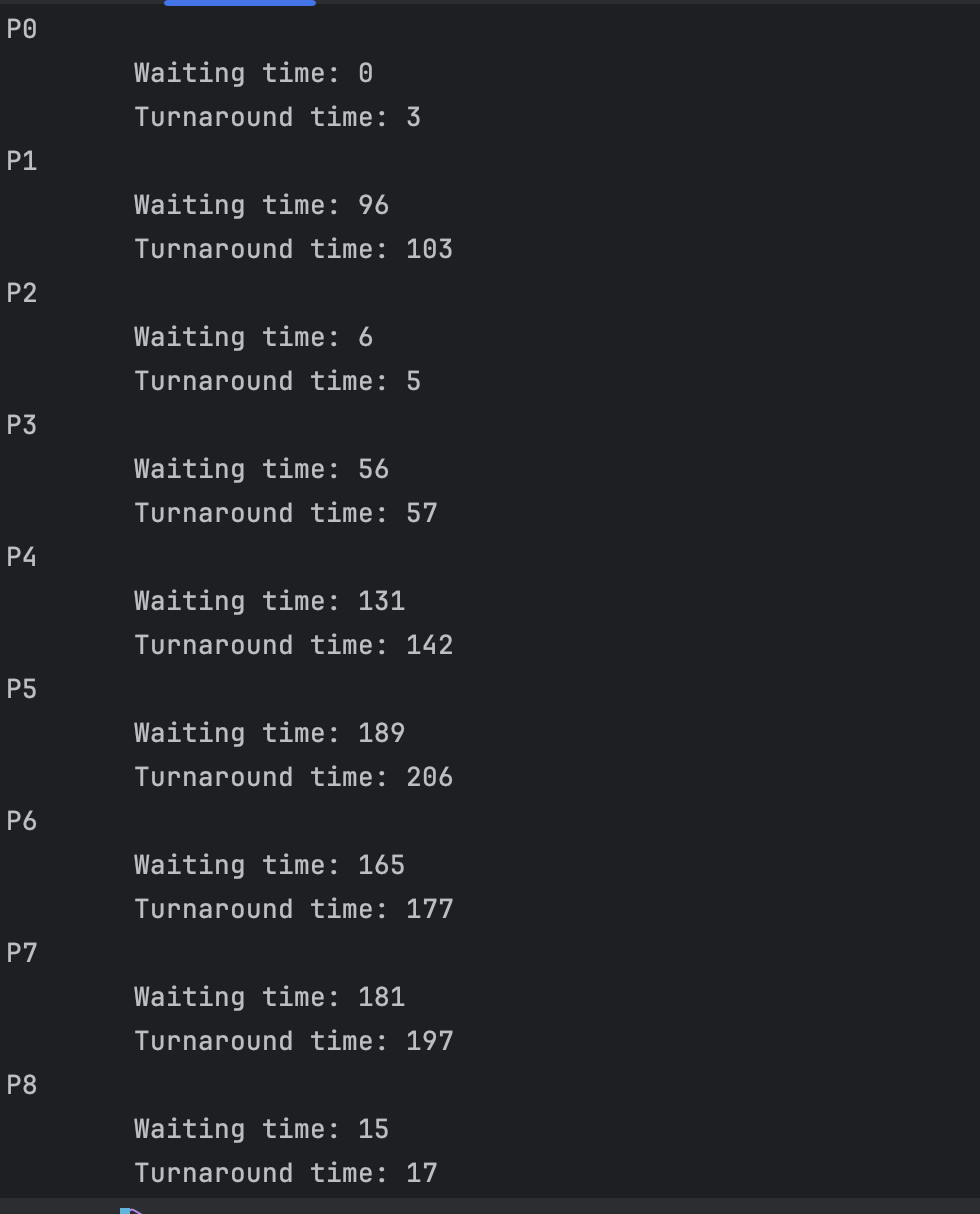 P0
Waiting time: 0
Turnaround time: 3
P1
Waiting time: 96
Turnaround time: 103
P2
Waiting time: 6
Turnaround time: 5
P3
Waiting time: 56
Turnaround time: 57
P4
Waiting time: 131
Turnaround time: 142
P5
Waiting time: 189
Turnaround time: 206
P6
Waiting time: 165
Turnaround time: 177
P7
Waiting time: 181
Turnaround time: 197
P8
Waiting time: 15
Turnaround time: 17